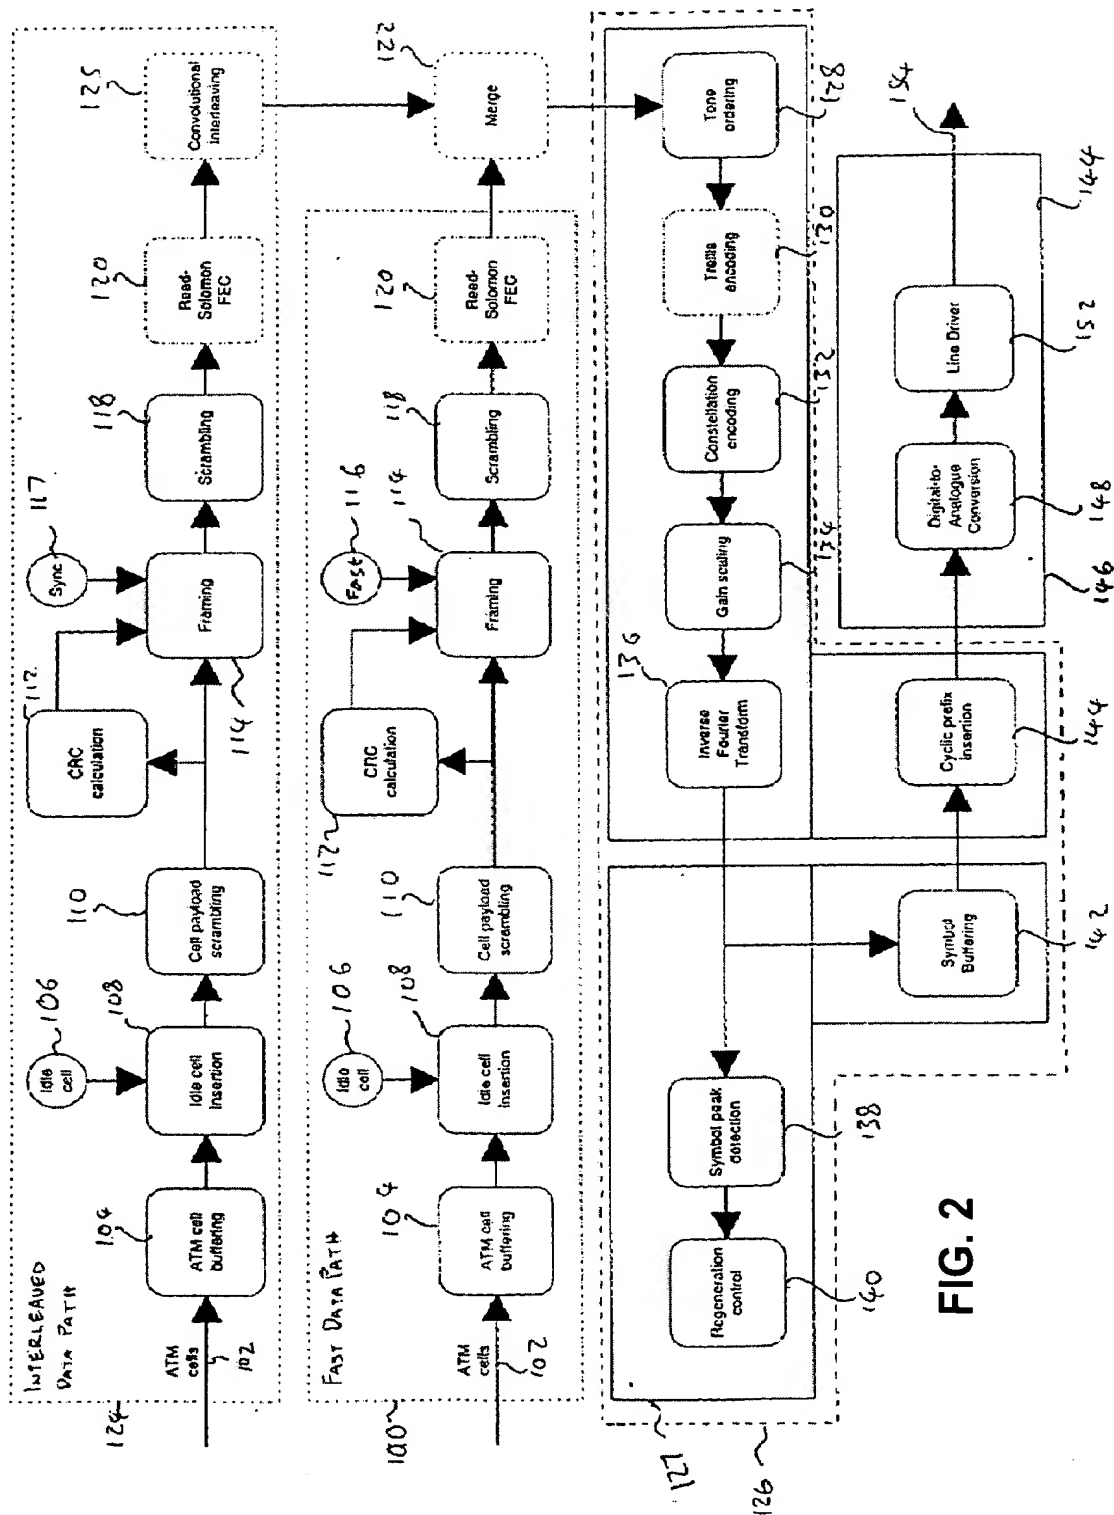 INTERLEAVED
DATA PATH
124
ATM
cells
102
104
ATM cell
buffering
106
Idle
cell
108
Idle cell
insertion
110
Cell payload
scrambling
112
CRC
calculation
117
Sync
114
Framing
118
Scrambling
120
Reed-
Solomon
FEC
125
Convolutional
Interleaving
FAST DATA PATH
100
ATM
cells
102
104
ATM cell
buffering
106
Idle
cell
108
Idle cell
insertion
110
Cell payload
scrambling
112
CRC
calculation
116
Fast
114
Framing
118
Scrambling
120
Reed-
Solomon
FEC
122
Merge
Tone
ordering
128
Trellis
encoding
130
Constellation
encoding
132
Gain scaling
134
136
Inverse
Fourier
Transform
Symbol peak
detection
138
Regeneration
control
140
127
126
Symbol
Buffering
142
Cyclic prefix
insertion
144
Digital-to-
Analogue
Conversion
148
146
Line Driver
152
154
144
FIG. 2